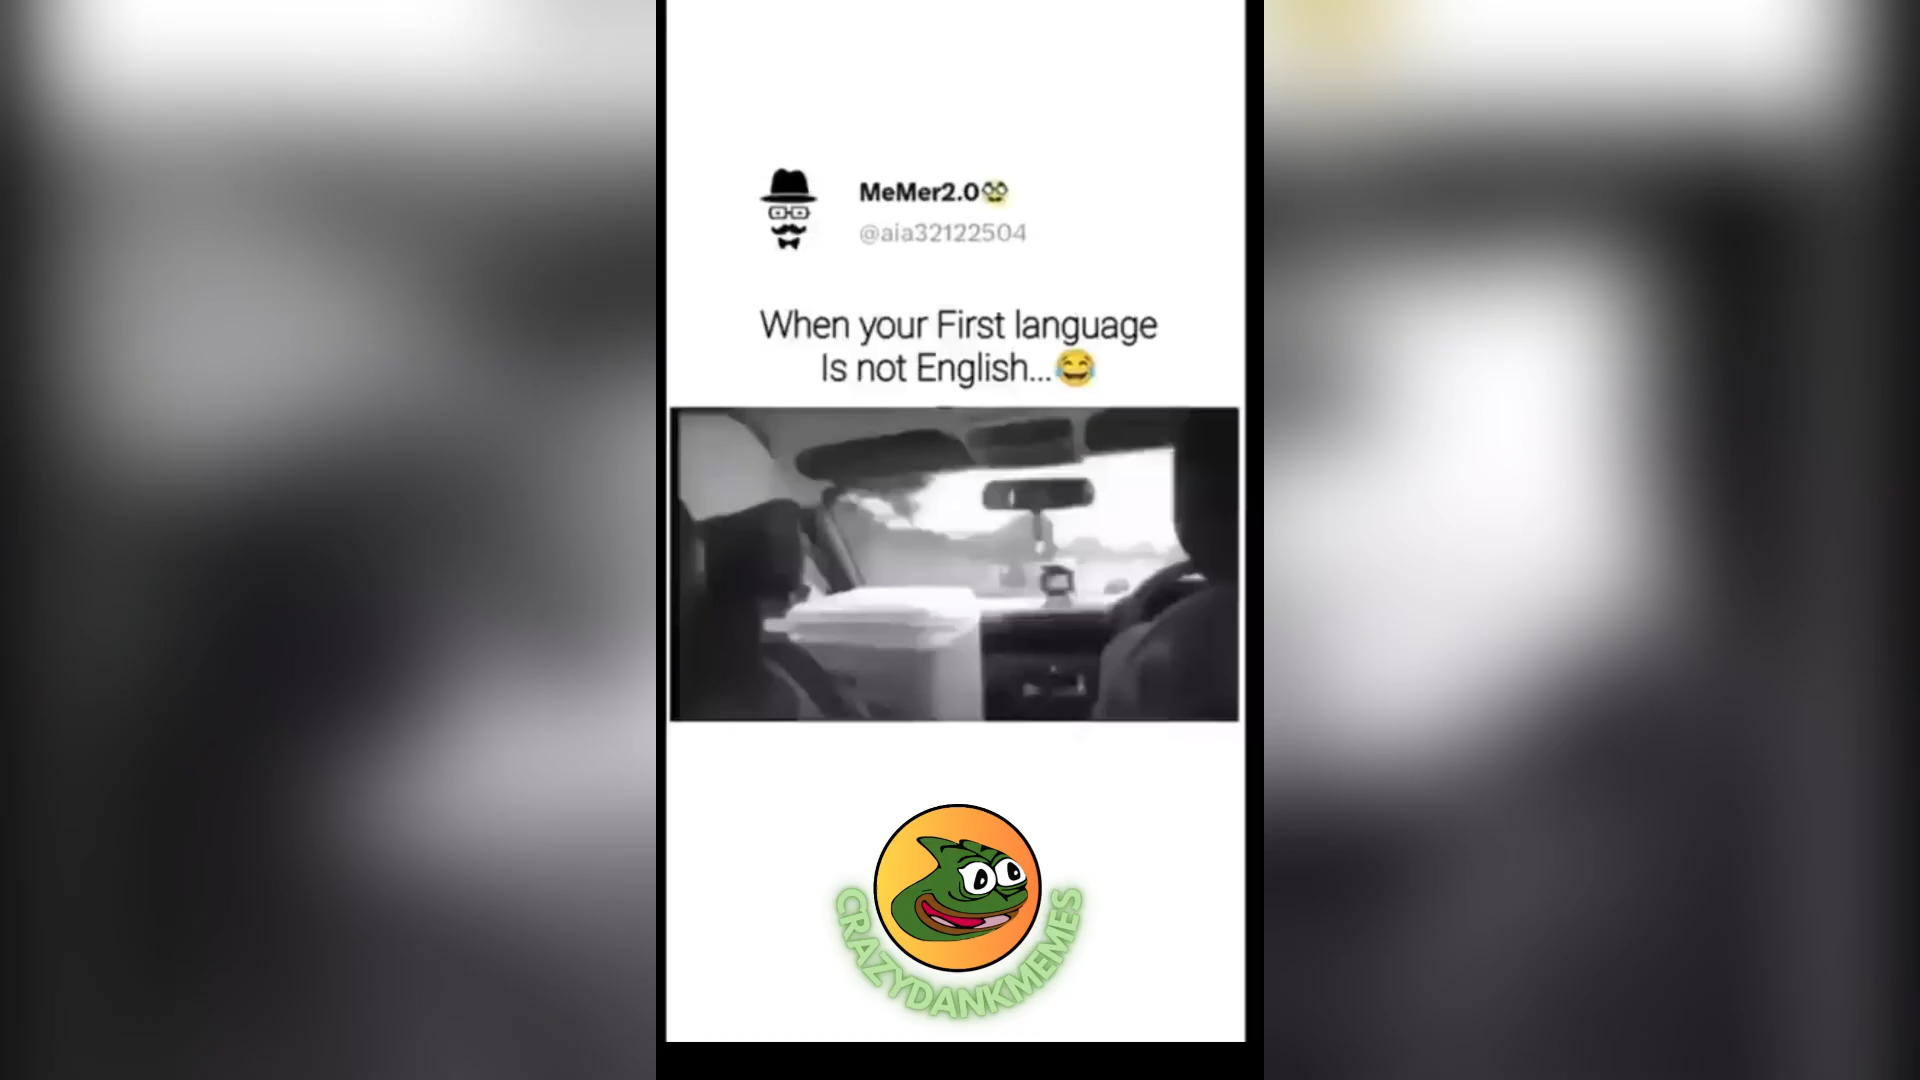 MeMer2.0🥸
@aia32122504
When your First language
Is not English...😂
CRAZYDANKMEMES